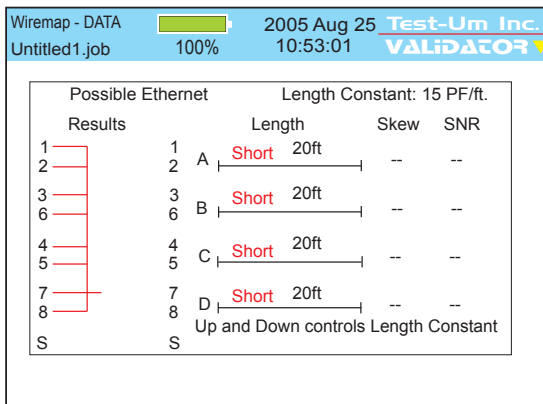 Wiremap - DATA 2005 Aug 25 Test-Um Inc.
Untitled1.job 100% 10:53:01 VALiDATOR
Possible Ethernet Length Constant: 15 PF/ft.
Results Length Skew SNR
1 1 A Short 20ft -- --
2 2
3 3 B Short 20ft -- --
6 6
4 4 C Short 20ft -- --
5 5
7 7 D Short 20ft -- --
8 8
Up and Down controls Length Constant
S S